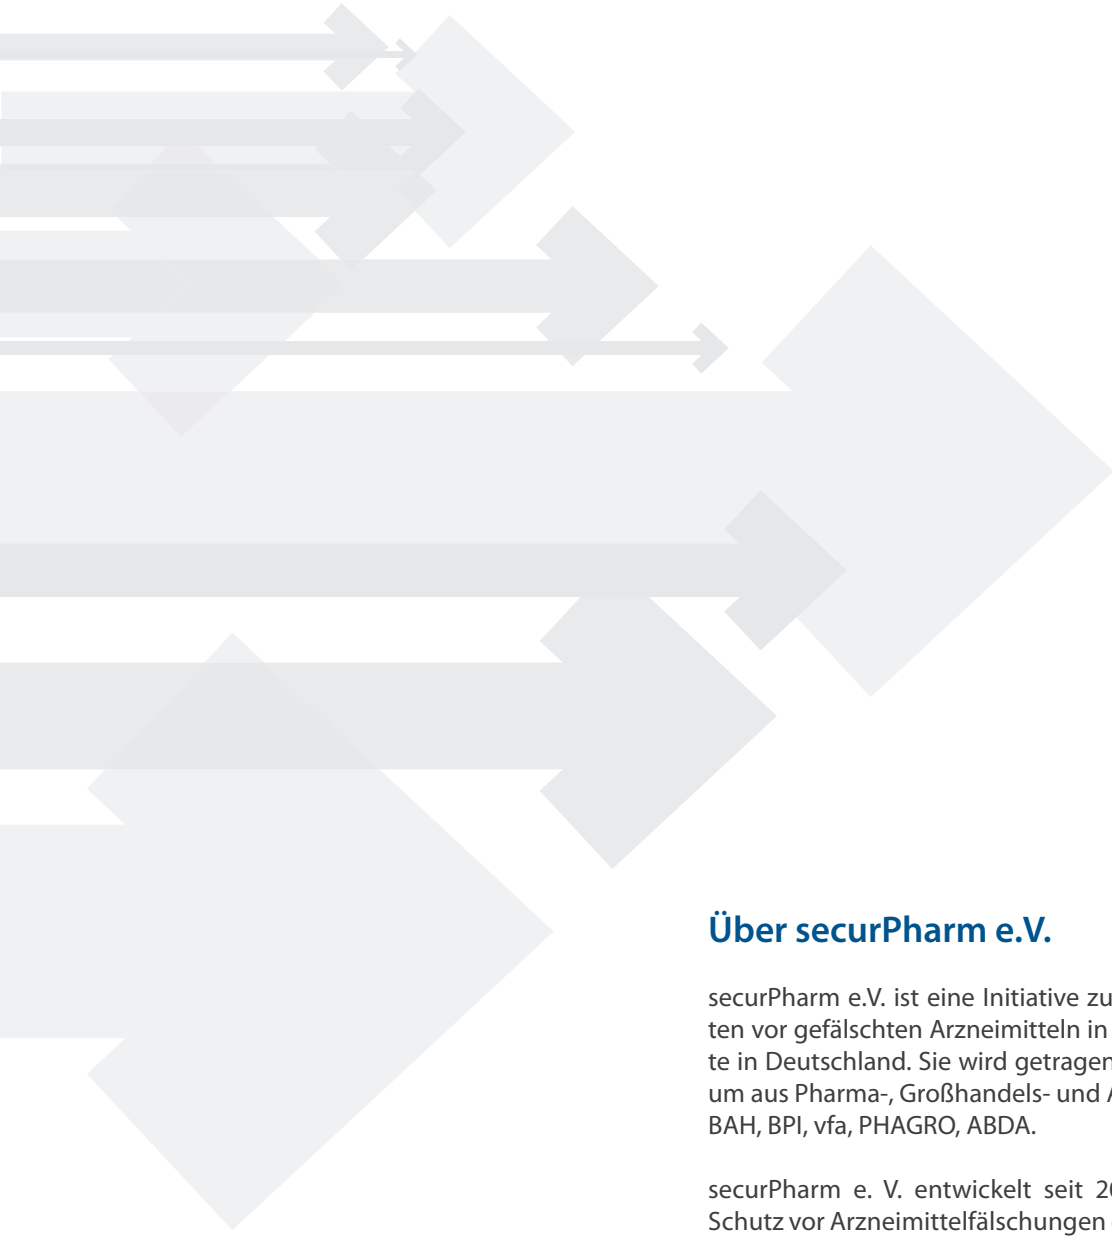 Über securPharm e.V.
securPharm e.V. ist eine Initiative zu
ten vor gefälschten Arzneimitteln in
te in Deutschland. Sie wird getragen
um aus Pharma-, Großhandels- und
BAH, BPI, vfa, PHAGRO, ABDA.
securPharm e. V. entwickelt seit
Schutz vor Arzneimittelfälschungen